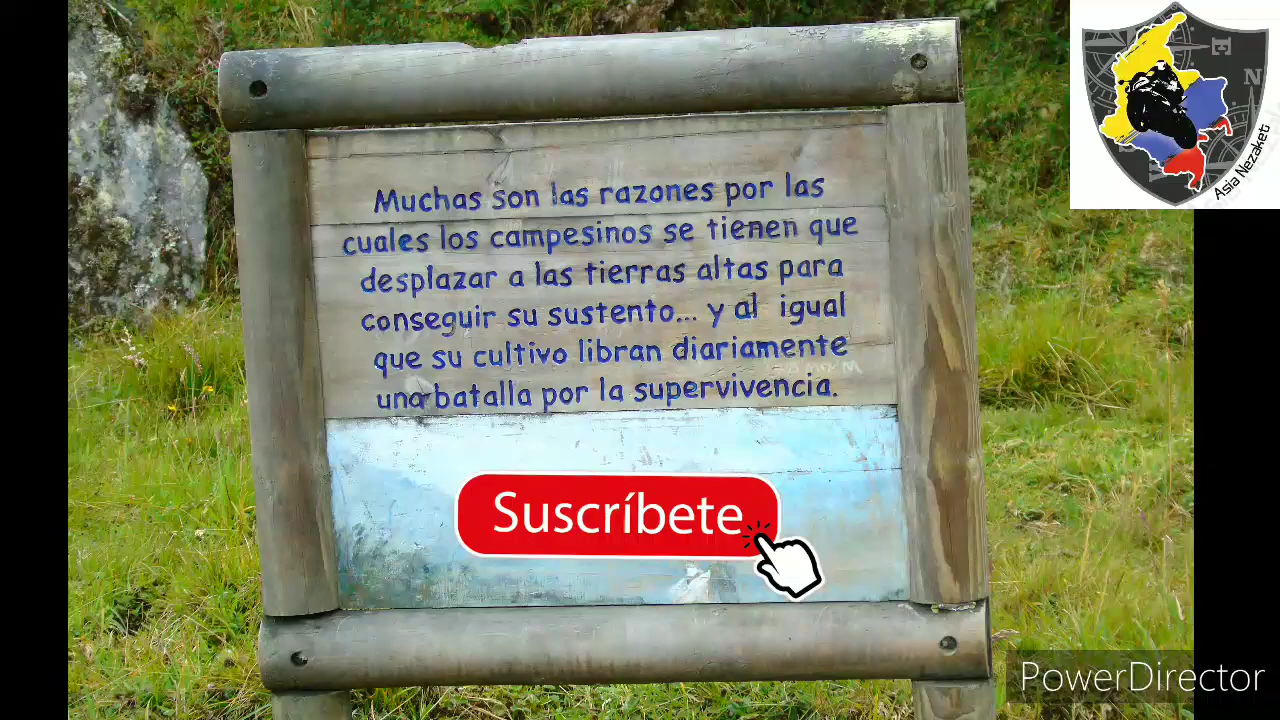 Muchas son las razones por las
cuales los campesinos se tienen que
desplazar a las tierras altas para
conseguir su sustento... y al igual
que su cultivo libran diariamente
una batalla por la supervivencia.
Suscríbete
E
N
S
Asia Nezaket
PowerDirector